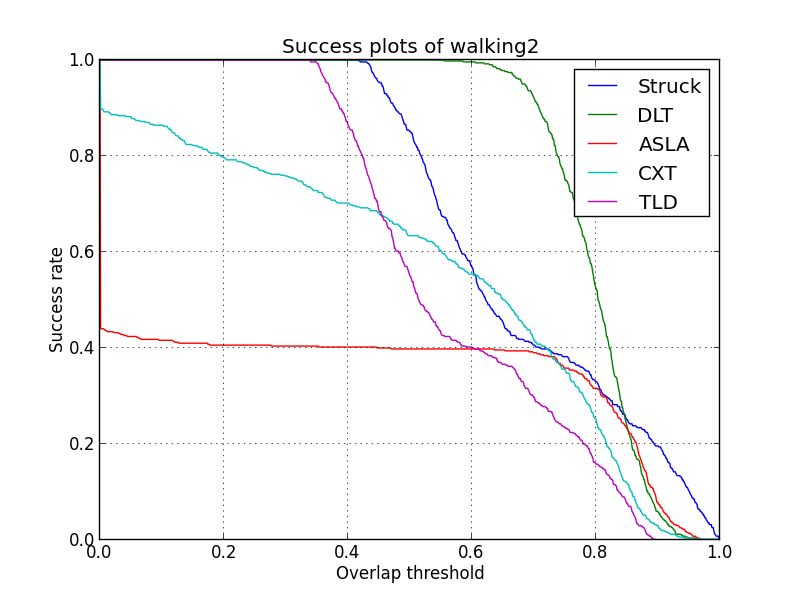 Success plots of walking2
1.0
0.8
0.6
0.4
0.2
0.0
Success rate
Struck
DLT
ASLA
CXT
TLD
0.0 0.2 0.4 0.6 0.8 1.0
Overlap threshold